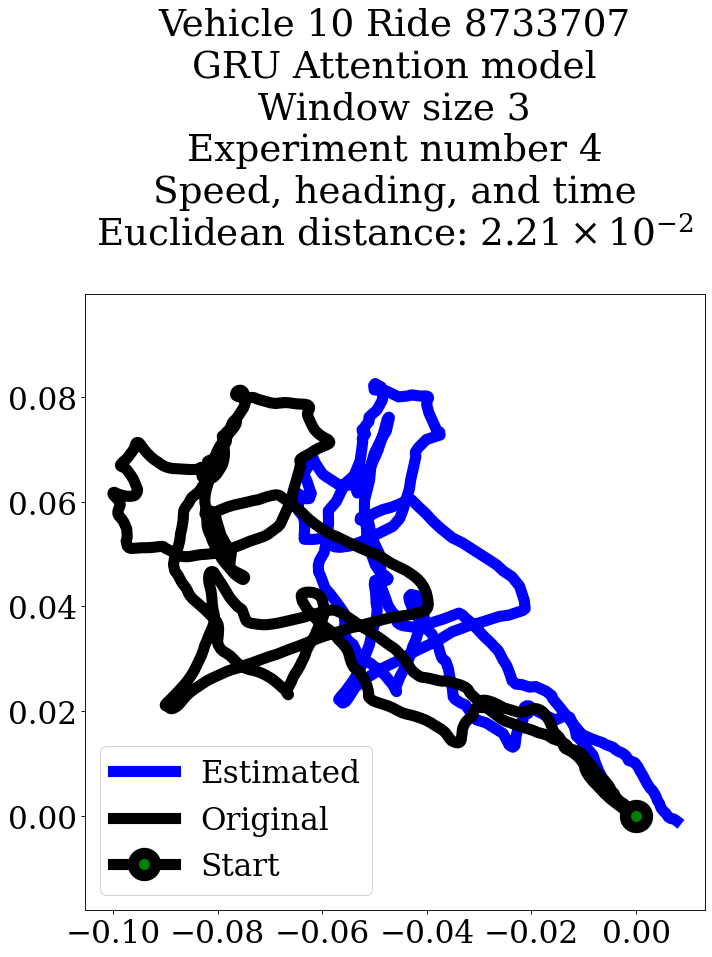 Vehicle 10 Ride 8733707
GRU Attention model
Window size 3
Experiment number 4
Speed, heading, and time
Euclidean distance: 2.21 × 10⁻²
0.08
0.06
0.04
0.02
0.00
Estimated
Original
Start
−0.10 −0.08 −0.06 −0.04 −0.02 0.00